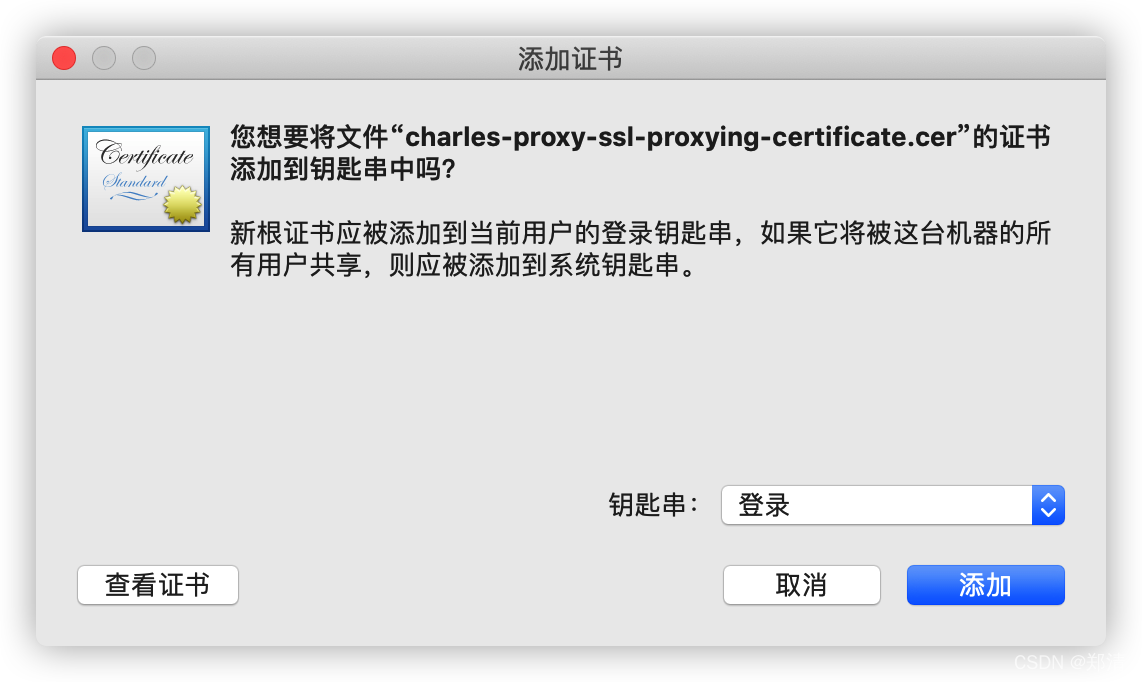 添加证书
Certificate
Standard
您想要将文件“charles-proxy-ssl-proxying-certificate.cer”的证书
添加到钥匙串中吗？
新根证书应被添加到当前用户的登录钥匙串，如果它将被这台机器的所
有用户共享，则应被添加到系统钥匙串。
钥匙串：
登录
查看证书
取消
添加
CSDN @郑